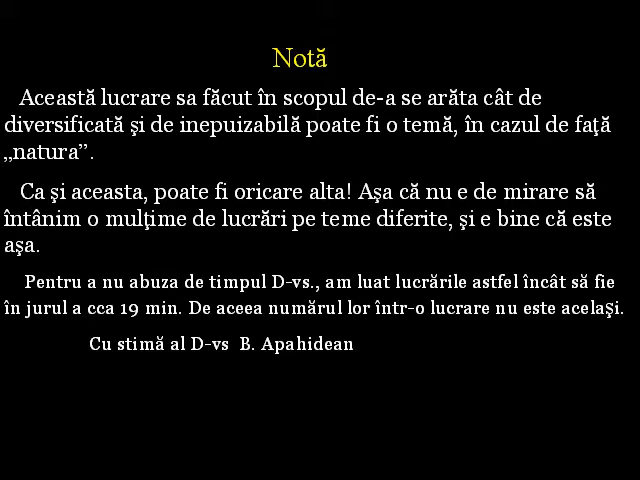 Notă
Această lucrare sa făcut în scopul de-a se arăta cât de
diversificată şi de inepuizabilă poate fi o temă, în cazul de faţă
„natura”.
Ca şi aceasta, poate fi oricare alta! Aşa că nu e de mirare să
întânim o mulţime de lucrări pe teme diferite, şi e bine că este
aşa.
Pentru a nu abuza de timpul D-vs., am luat lucrările astfel încât să fie
în jurul a cca 19 min. De aceea numărul lor într-o lucrare nu este acelaşi.
Cu stimă al D-vs B. Apahidean